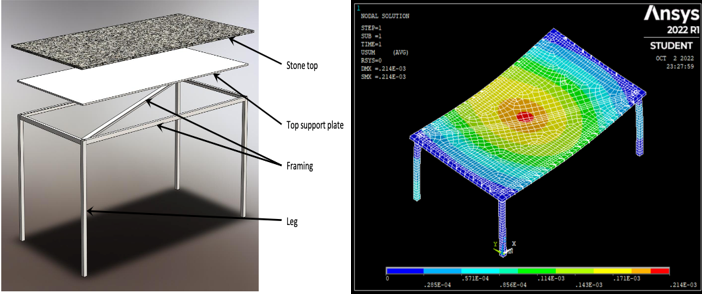 Stone top
Top support plate
Framing
Leg
1
NODAL SOLUTION
STEP=1
SUB =1
TIME=1
USUM (AVG)
RSYS=0
DMX =.214E-03
SMX =.214E-03
Ansys
2022 R1
STUDENT
OCT 2 2022
23:27:59
Y X
0 .571E-04 .114E-03 .171E-03 .214E-03
.285E-04 .856E-04 .143E-03